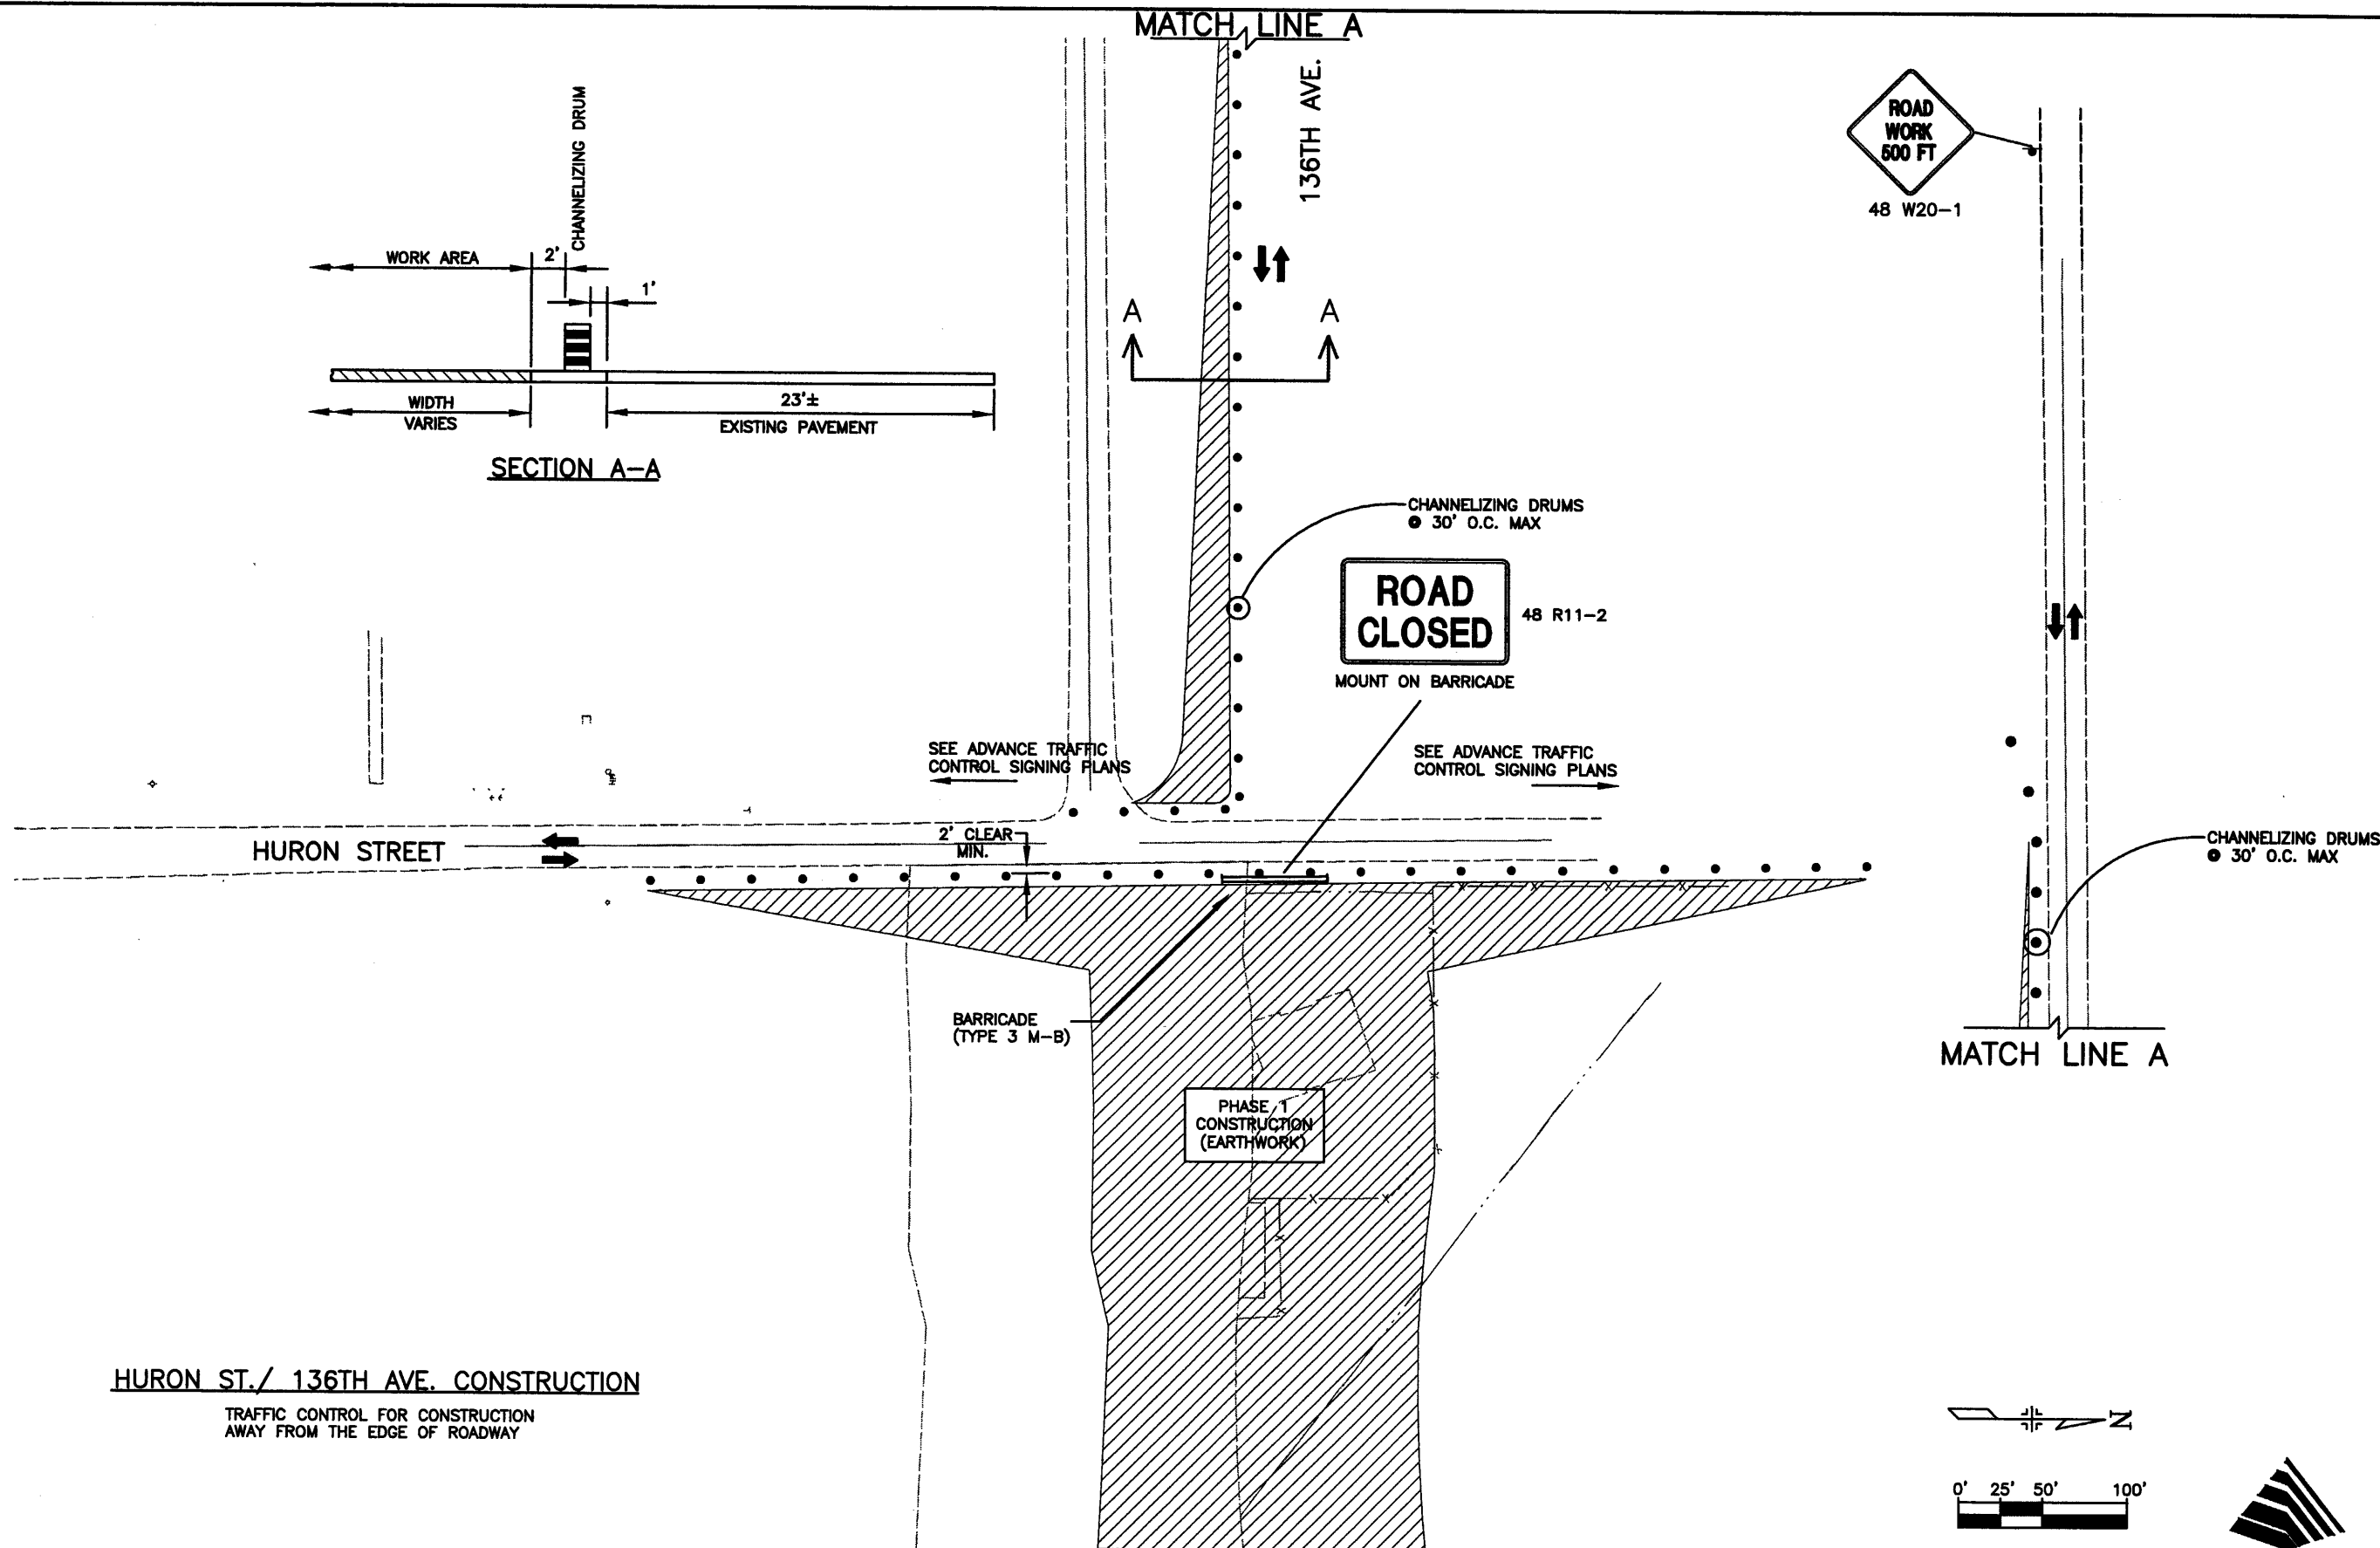 MATCH LINE A
136TH AVE.
CHANNELIZING DRUM
WORK AREA
2'
1'
WIDTH
VARIES
23'±
EXISTING PAVEMENT
SECTION A-A
A
A
ROAD
WORK
500 FT
48 W20-1
CHANNELIZING DRUMS
@ 30' O.C. MAX
ROAD
CLOSED
48 R11-2
MOUNT ON BARRICADE
SEE ADVANCE TRAFFIC
CONTROL SIGNING PLANS
SEE ADVANCE TRAFFIC
CONTROL SIGNING PLANS
HURON STREET
2' CLEAR
MIN.
CHANNELIZING DRUMS
@ 30' O.C. MAX
BARRICADE
(TYPE 3 M-B)
MATCH LINE A
PHASE 1
CONSTRUCTION
(EARTHWORK)
HURON ST./ 136TH AVE. CONSTRUCTION
TRAFFIC CONTROL FOR CONSTRUCTION
AWAY FROM THE EDGE OF ROADWAY
N
0' 25' 50' 100'